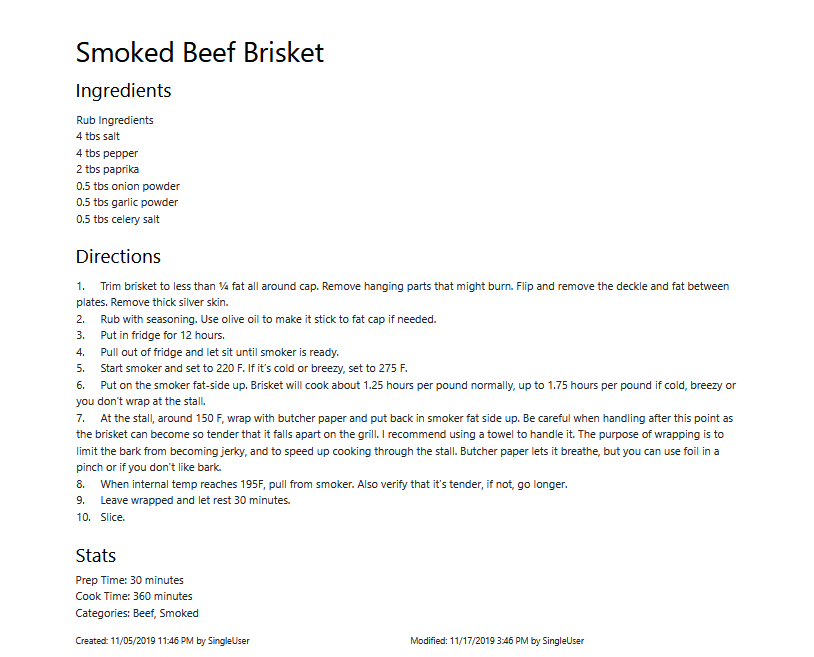 Smoked Beef Brisket
Ingredients
Rub Ingredients
4 tbs salt
4 tbs pepper
2 tbs paprika
0.5 tbs onion powder
0.5 tbs garlic powder
0.5 tbs celery salt
Directions
1. Trim brisket to less than ¼ fat all around cap. Remove hanging parts that might burn. Flip and remove the deckle and fat between
plates. Remove thick silver skin.
2. Rub with seasoning. Use olive oil to make it stick to fat cap if needed.
3. Put in fridge for 12 hours.
4. Pull out of fridge and let sit until smoker is ready.
5. Start smoker and set to 220 F. If it's cold or breezy, set to 275 F.
6. Put on the smoker fat-side up. Brisket will cook about 1.25 hours per pound normally, up to 1.75 hours per pound if cold, breezy or
you don't wrap at the stall.
7. At the stall, around 150 F, wrap with butcher paper and put back in smoker fat side up. Be careful when handling after this point as
the brisket can become so tender that it falls apart on the grill. I recommend using a towel to handle it. The purpose of wrapping is to
limit the bark from becoming jerky, and to speed up cooking through the stall. Butcher paper lets it breathe, but you can use foil in a
pinch or if you don't like bark.
8. When internal temp reaches 195F, pull from smoker. Also verify that it's tender, if not, go longer.
9. Leave wrapped and let rest 30 minutes.
10. Slice.
Stats
Prep Time: 30 minutes
Cook Time: 360 minutes
Categories: Beef, Smoked
Created: 11/05/2019 11:46 PM by SingleUser Modified: 11/17/2019 3:46 PM by SingleUser